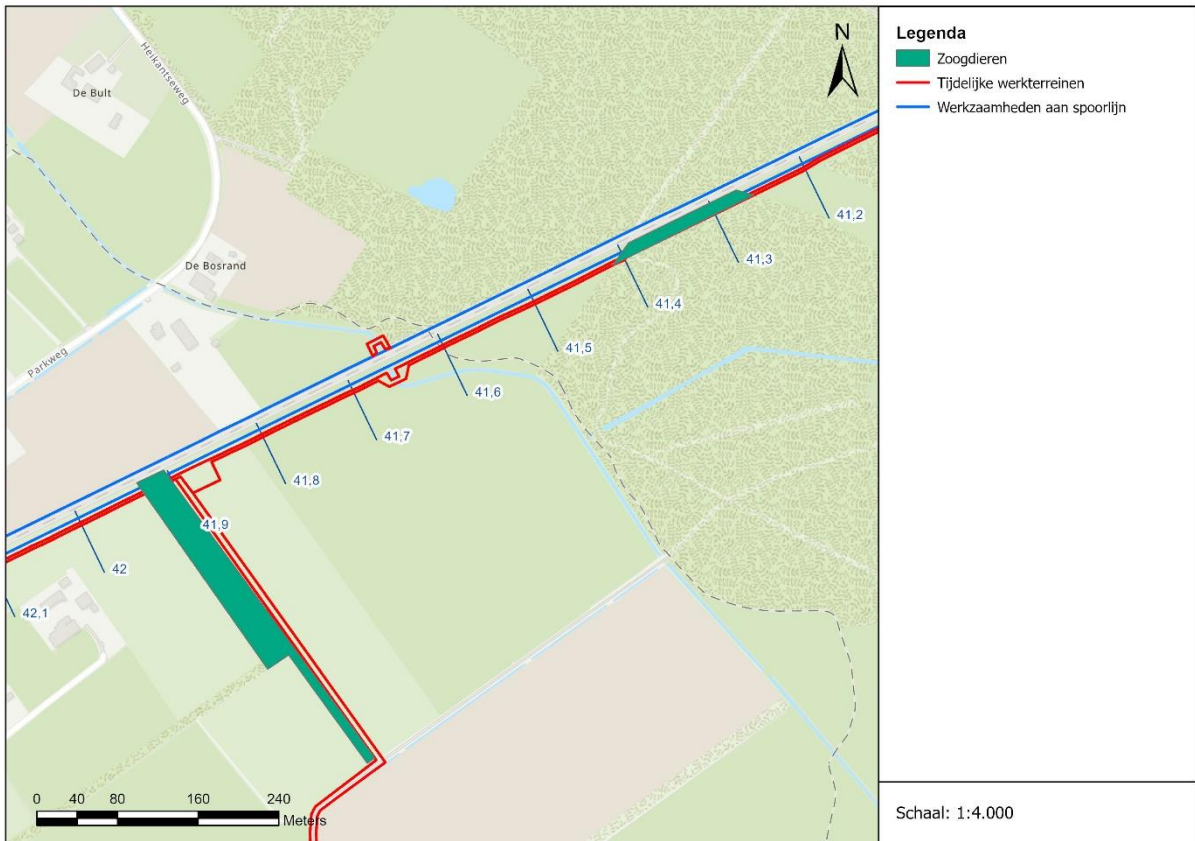 Legenda
Zoogdieren
Tijdelijke werkterreinen
Werkzaamheden aan spoorlijn
N
Heikantseweg
De Bult
De Bosrand
Parkweg
41,2
41,3
41,4
41,5
41,6
41,7
41,8
41,9
42
42,1
0 40 80 160 240
Meters
Schaal: 1:4.000